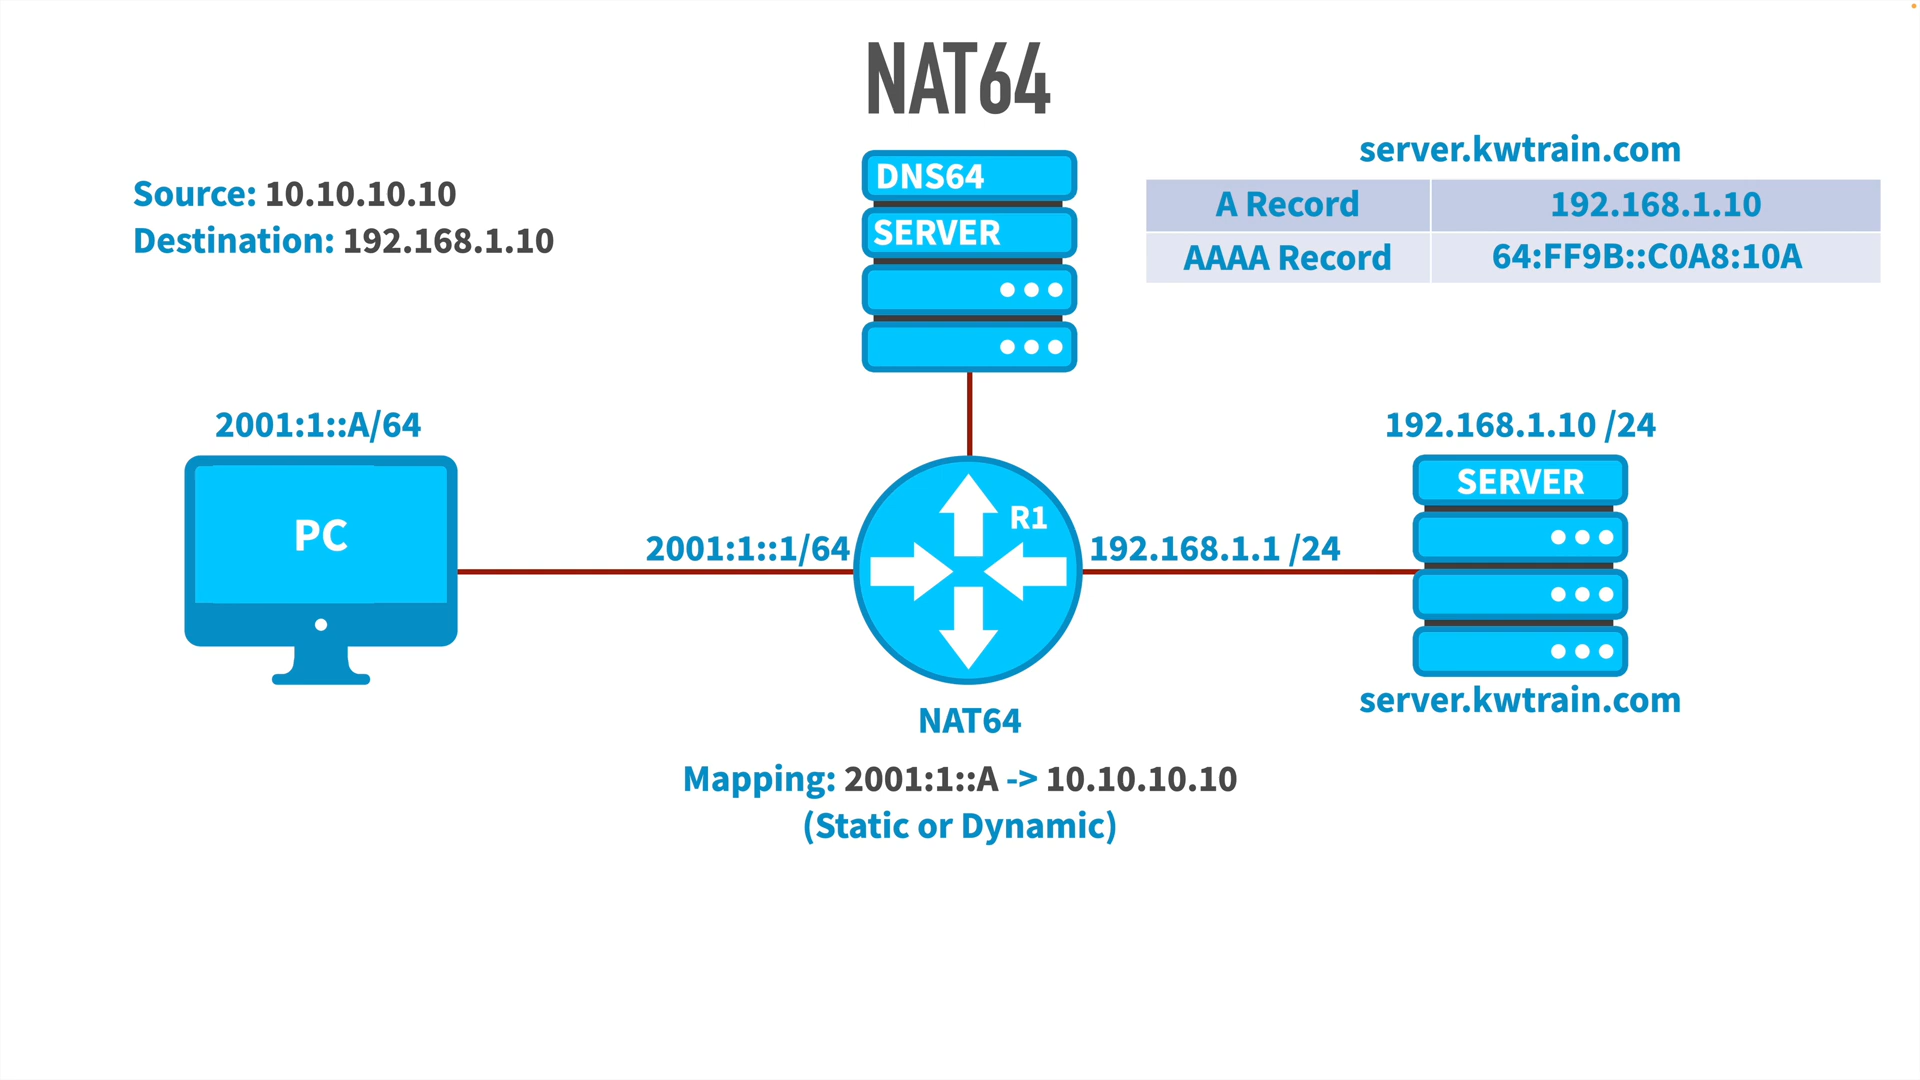 NAT64
Source: 10.10.10.10
Destination: 192.168.1.10
DNS64
SERVER
server.kwtrain.com
A Record 192.168.1.10
AAAA Record 64:FF9B::C0A8:10A
2001:1::A/64
PC
2001:1::1/64
R1
192.168.1.1 /24
192.168.1.10 /24
SERVER
server.kwtrain.com
NAT64
Mapping: 2001:1::A -> 10.10.10.10
(Static or Dynamic)